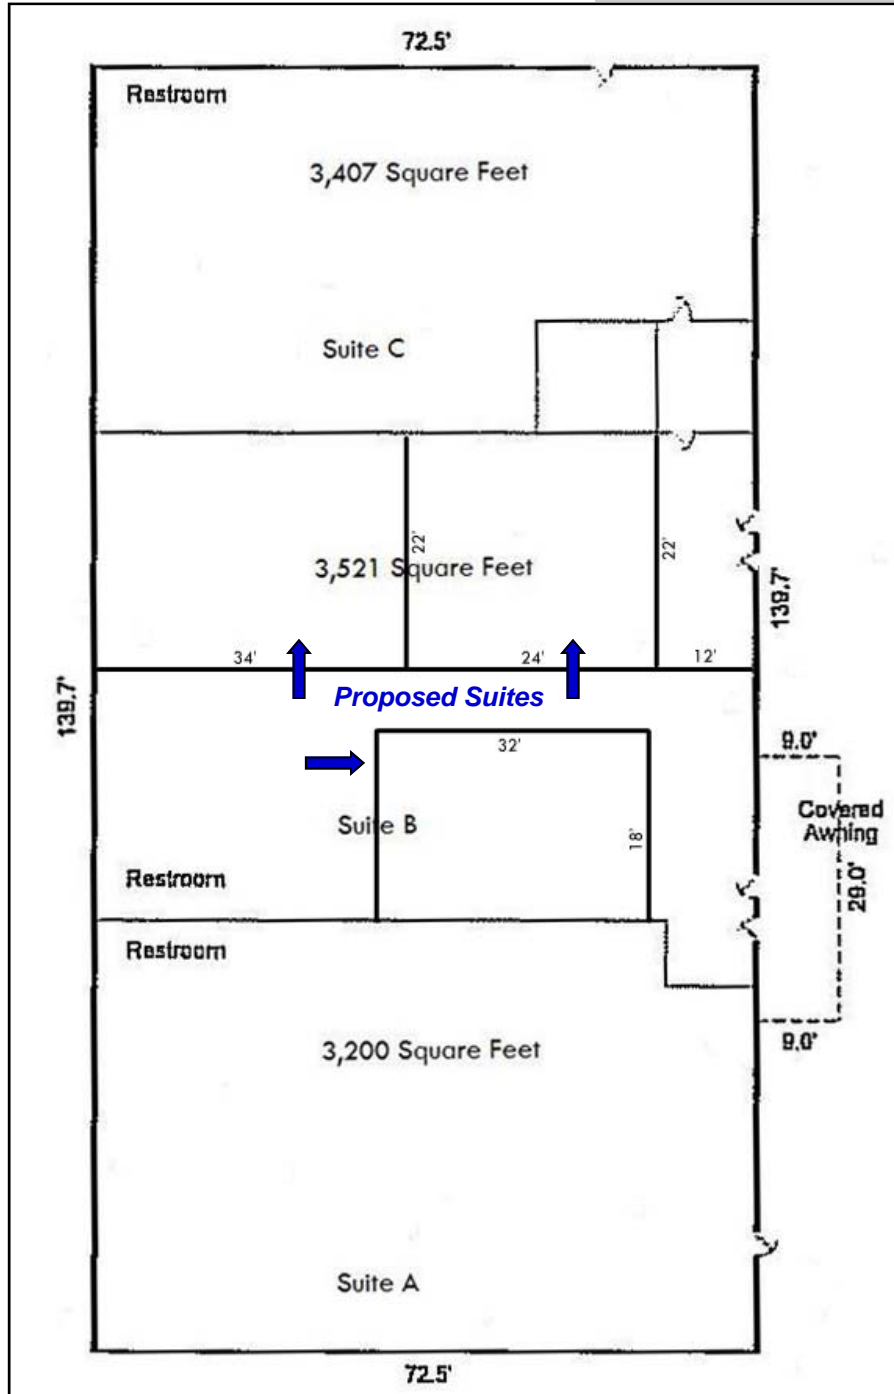 72.5'
Restroom
3,407 Square Feet
Suite C
22'
22'
3,521 Square Feet
139.7'
34'
24'
12'
Proposed Suites
139.7'
9.0'
32'
Covered
Awning
Suite B
18'
29.0'
Restroom
Restroom
9.0'
3,200 Square Feet
Suite A
72.5'